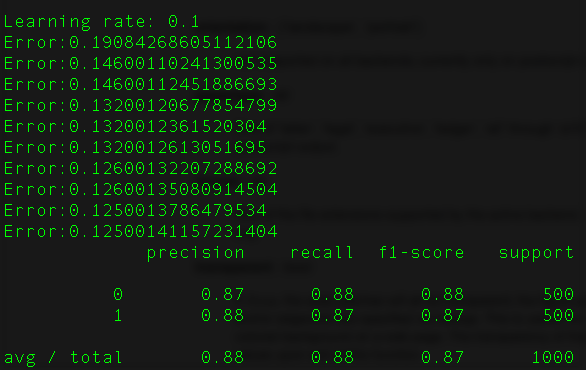 Learning rate: 0.1
Error:0.19084268605112106
Error:0.14600110241300535
Error:0.14600112451886693
Error:0.13200120677854799
Error:0.1320012361520304
Error:0.1320012613051695
Error:0.12600132207288692
Error:0.12600135080914504
Error:0.1250013786479534
Error:0.12500141157231404
precision recall f1-score support
0 0.87 0.88 0.88 500
1 0.88 0.87 0.87 500
avg / total 0.88 0.88 0.87 1000